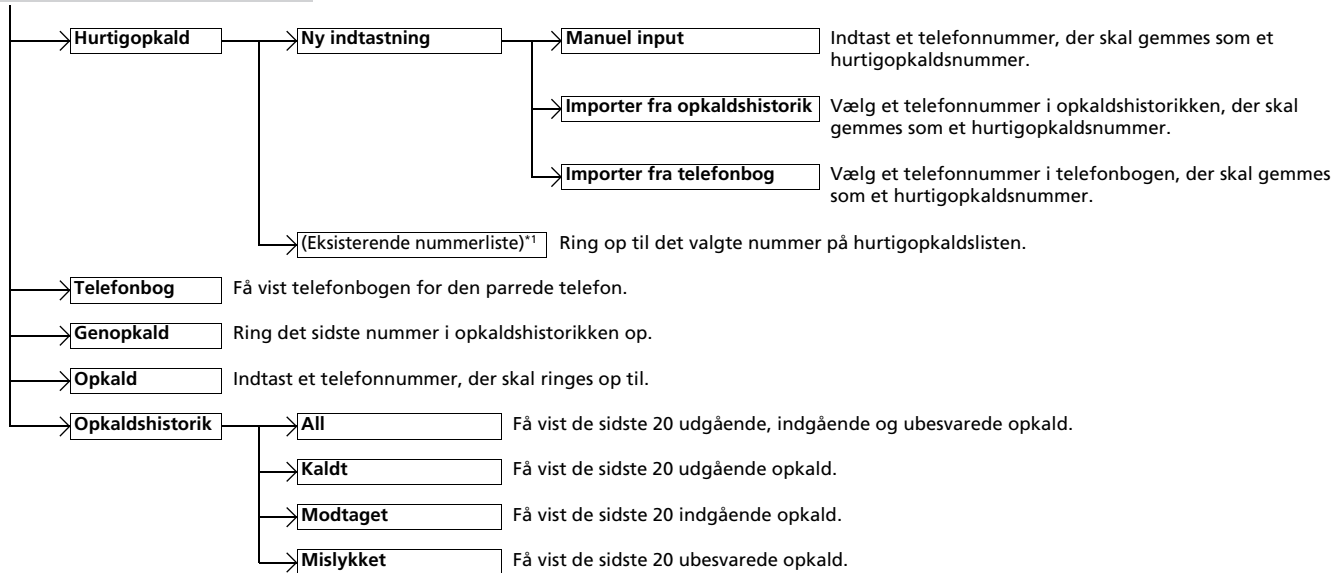 Hurtigopkald
Ny indtastning
Manuel input
Indtast et telefonnummer, der skal gemmes som et
hurtigopkaldsnummer.
Importer fra opkaldshistorik
Vælg et telefonnummer i opkaldshistorikken, der skal
gemmes som et hurtigopkaldsnummer.
Importer fra telefonbog
Vælg et telefonnummer i telefonbogen, der skal gemmes
som et hurtigopkaldsnummer.
(Eksisterende nummerliste)*1
Ring op til det valgte nummer på hurtigopkaldslisten.
Telefonbog
Få vist telefonbogen for den parrede telefon.
Genopkald
Ring det sidste nummer i opkaldshistorikken op.
Opkald
Indtast et telefonnummer, der skal ringes op til.
Opkaldshistorik
All
Få vist de sidste 20 udgående, indgående og ubesvarede opkald.
Kaldt
Få vist de sidste 20 udgående opkald.
Modtaget
Få vist de sidste 20 indgående opkald.
Mislykket
Få vist de sidste 20 ubesvarede opkald.